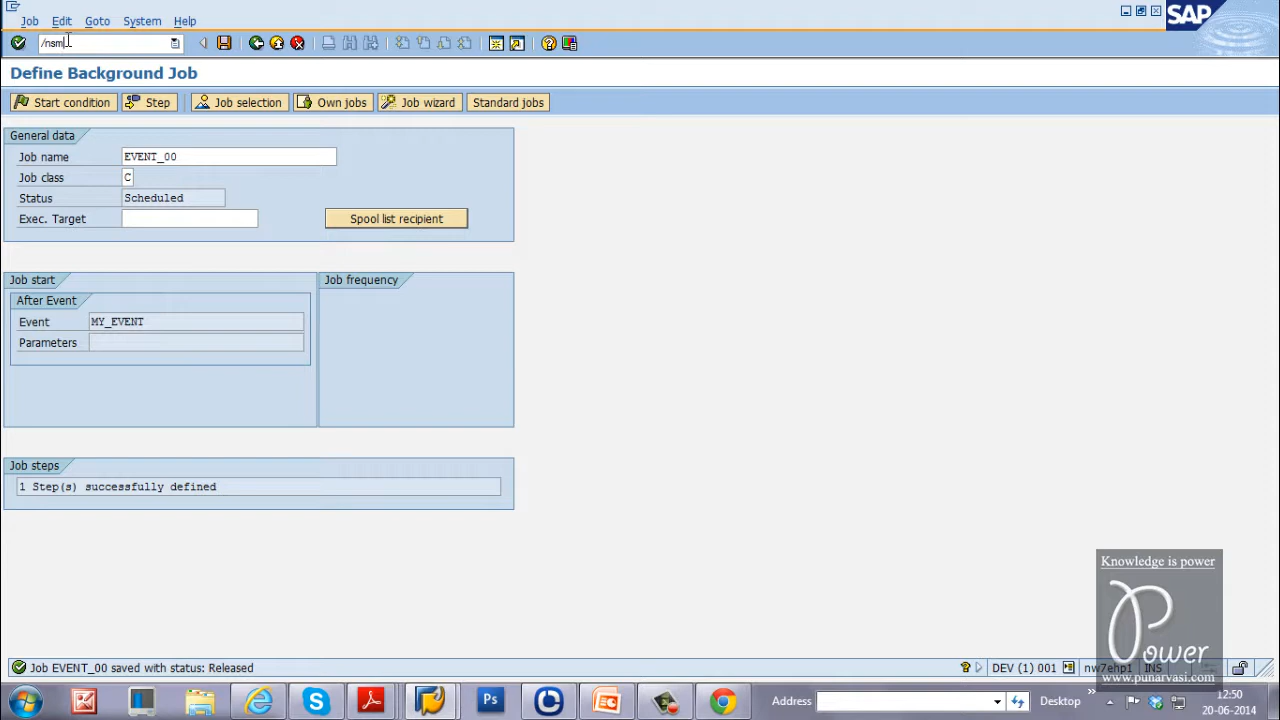 Job Edit Goto System Help
SAP
/nsm
Define Background Job
Start condition Step Job selection Own jobs Job wizard Standard jobs
General data
Job name EVENT_00
Job class C
Status Scheduled
Exec. Target Spool list recipient
Job start Job frequency
After Event
Event MY_EVENT
Parameters
Job steps
1 Step(s) successfully defined
Knowledge is power
Power
www.punarvasi.com
Job EVENT_00 saved with status: Released DEV (1) 001 nw7ehp1 INS
Address Desktop
12:50
20-06-2014